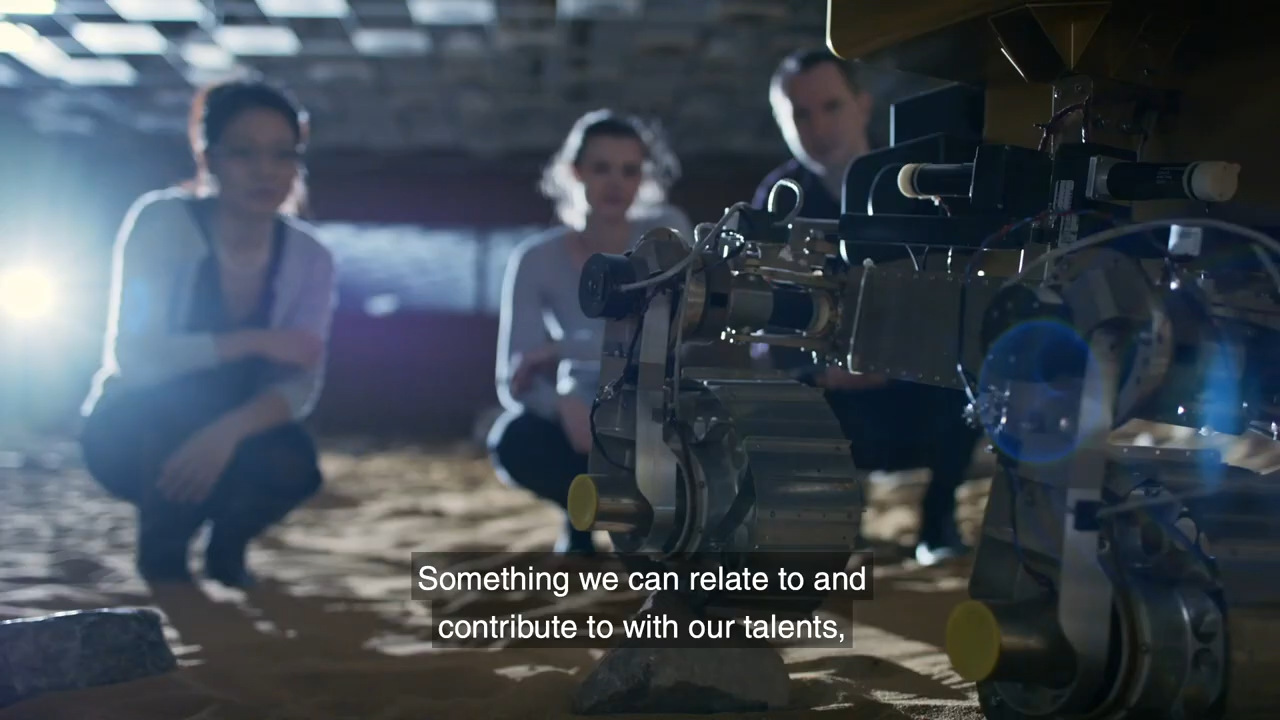 Something we can relate to and
contribute to with our talents,